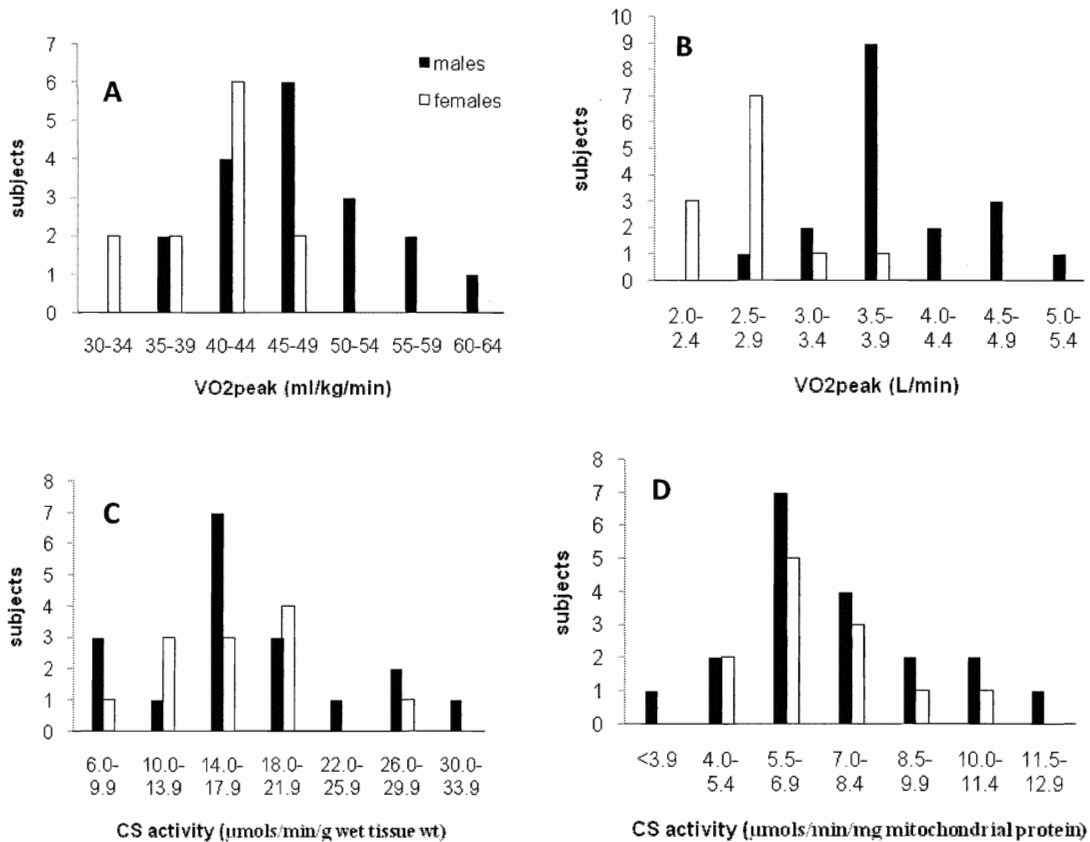 A
7
6
5
4
3
2
1
0
subjects
males
females
30-34 35-39 40-44 45-49 50-54 55-59 60-64
VO2peak (ml/kg/min)
B
10
9
8
7
6
5
4
3
2
1
0
subjects
2.0- 2.5- 3.0- 3.5- 4.0- 4.5- 5.0-
2.4 2.9 3.4 3.9 4.4 4.9 5.4
VO2peak (L/min)
C
8
7
6
5
4
3
2
1
0
subjects
6.0- 10.0- 14.0- 18.0- 22.0- 26.0- 30.0-
9.9 13.9 17.9 21.9 25.9 29.9 33.9
CS activity (μmols/min/g wet tissue wt)
D
8
7
6
5
4
3
2
1
0
subjects
<3.9 4.0- 5.5- 7.0- 8.5- 10.0- 11.5-
5.4 6.9 8.4 9.9 11.4 12.9
CS activity (μmols/min/mg mitochondrial protein)